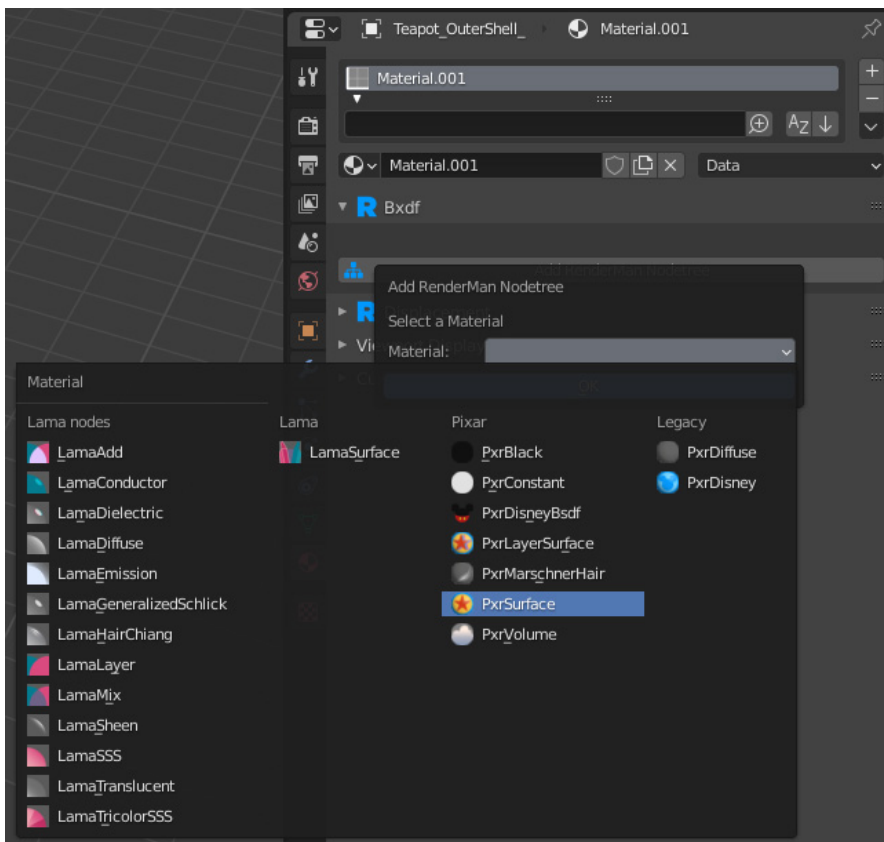 Teapot_OuterShell_ Material.001
Material.001
AZ
Material.001 Data
Bxdf
Add RenderMan Nodetree
Add RenderMan Nodetree
Select a Material
Material:
OK
Material
Lama nodes
LamaAdd
LamaConductor
LamaDielectric
LamaDiffuse
LamaEmission
LamaGeneralizedSchlick
LamaHairChiang
LamaLayer
LamaMix
LamaSheen
LamaSSS
LamaTranslucent
LamaTricolorSSS
Lama
LamaSurface
Pixar
PxrBlack
PxrConstant
PxrDisneyBsdf
PxrLayerSurface
PxrMarschnerHair
PxrSurface
PxrVolume
Legacy
PxrDiffuse
PxrDisney